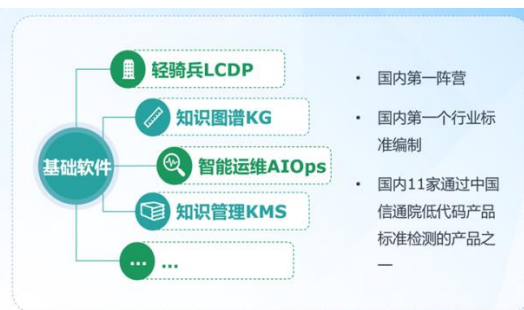 基础软件
轻骑兵LCDP
知识图谱KG
智能运维AIOps
知识管理KMS
... ...
• 国内第一阵营
• 国内第一个行业标
准编制
• 国内11家通过中国
信通院低代码产品
标准检测的产品之
一